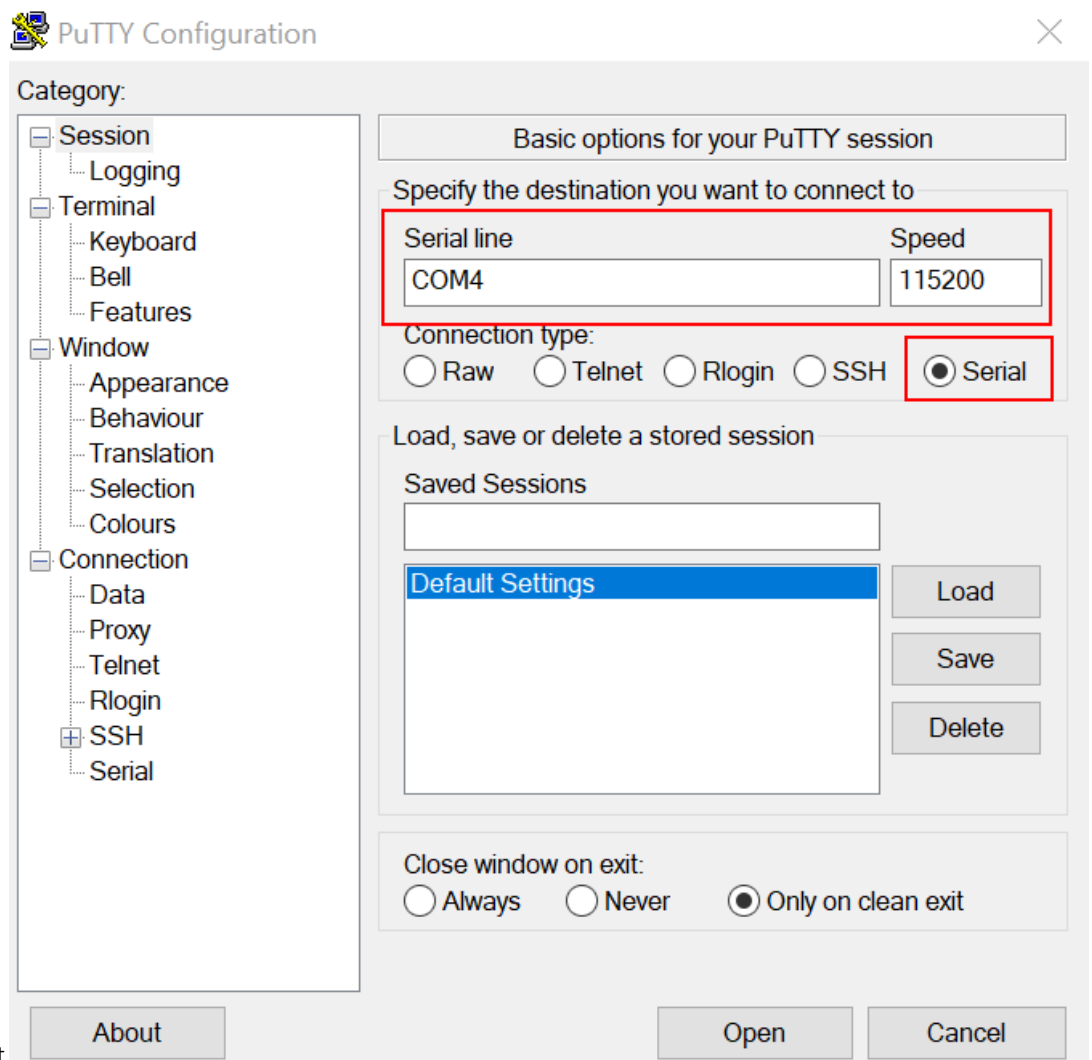 PuTTY Configuration
Category:
Session
Logging
Terminal
Keyboard
Bell
Features
Window
Appearance
Behaviour
Translation
Selection
Colours
Connection
Data
Proxy
Telnet
Rlogin
SSH
Serial
Basic options for your PuTTY session
Specify the destination you want to connect to
Serial line Speed
COM4 115200
Connection type:
Raw Telnet Rlogin SSH Serial
Load, save or delete a stored session
Saved Sessions
Default Settings
Load
Save
Delete
Close window on exit:
Always Never Only on clean exit
About Open Cancel